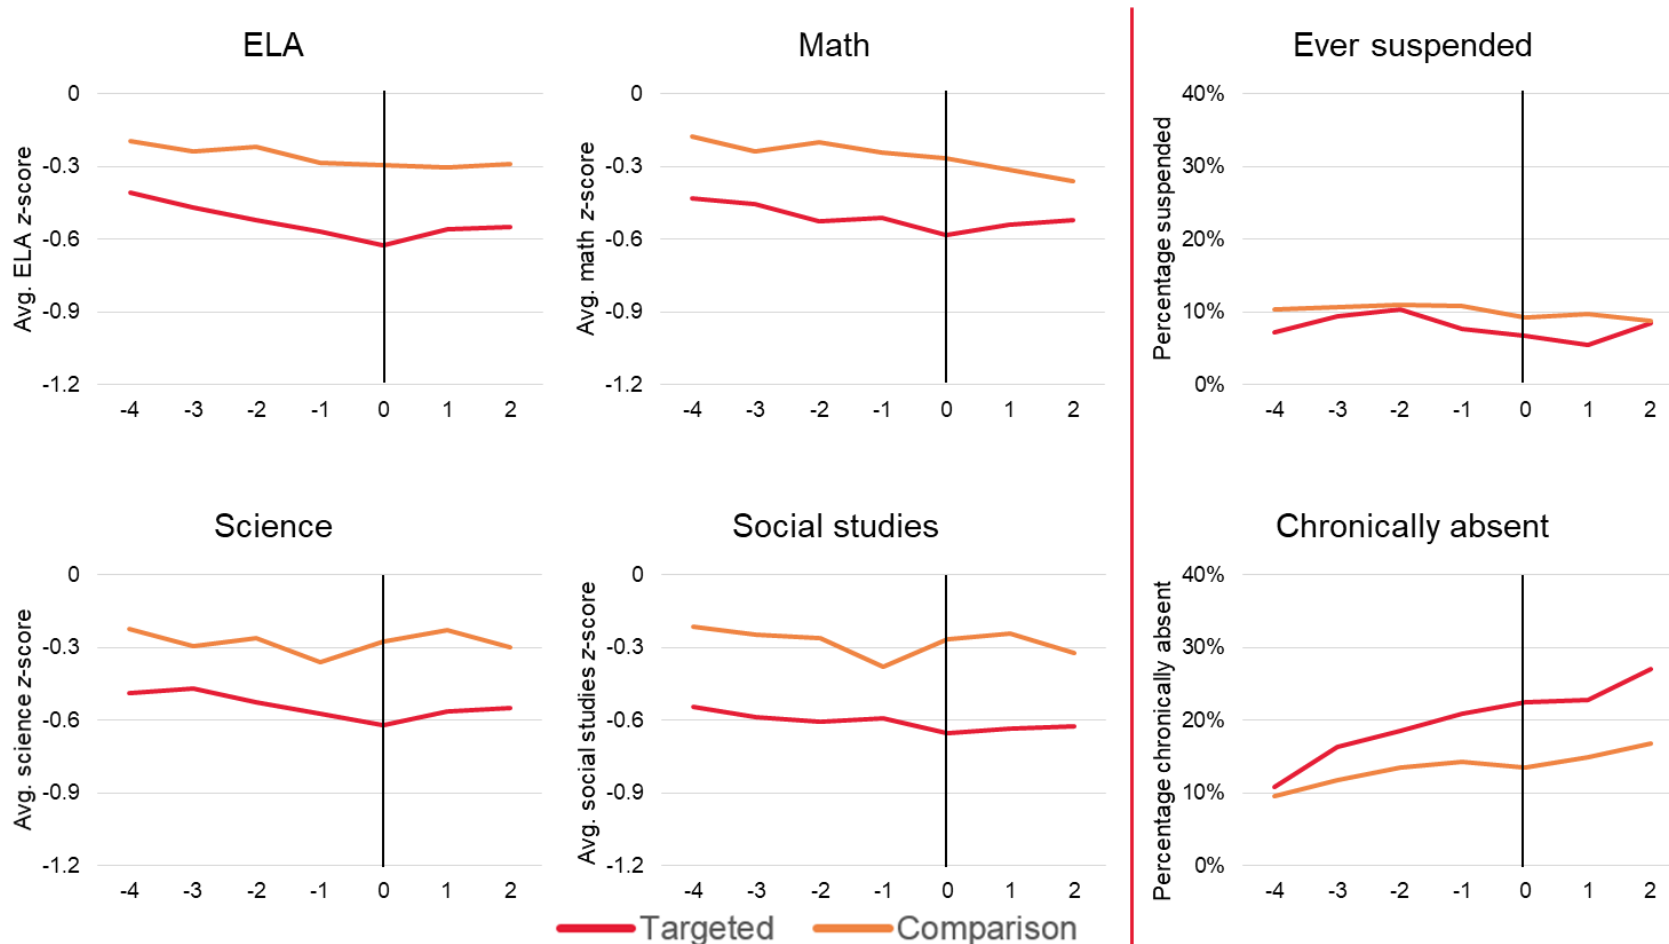 ELA
Avg. ELA z-score
0
-0.3
-0.6
-0.9
-1.2
-4 -3 -2 -1 0 1 2
Math
Avg. math z-score
0
-0.3
-0.6
-0.9
-1.2
-4 -3 -2 -1 0 1 2
Ever suspended
Percentage suspended
40%
30%
20%
10%
0%
-4 -3 -2 -1 0 1 2
Science
Avg. science z-score
0
-0.3
-0.6
-0.9
-1.2
-4 -3 -2 -1 0 1 2
Social studies
Avg. social studies z-score
0
-0.3
-0.6
-0.9
-1.2
-4 -3 -2 -1 0 1 2
Chronically absent
Percentage chronically absent
40%
30%
20%
10%
0%
-4 -3 -2 -1 0 1 2
Targeted Comparison